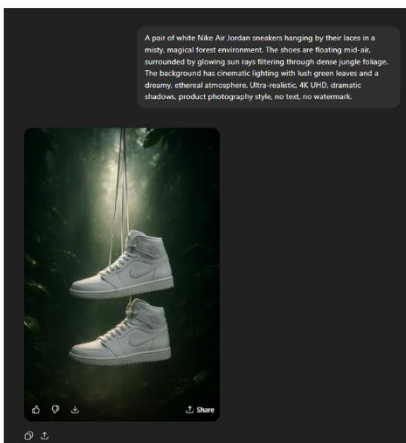 A pair of white Nike Air Jordan sneakers hanging by their laces in a
misty, magical forest environment. The shoes are floating mid-air,
surrounded by glowing sun rays filtering through dense jungle foliage.
The background has cinematic lighting with lush green leaves and a
dreamy, ethereal atmosphere. Ultra-realistic, 4K UHD, dramatic
shadows, product photography style, no text, no watermark.
Share